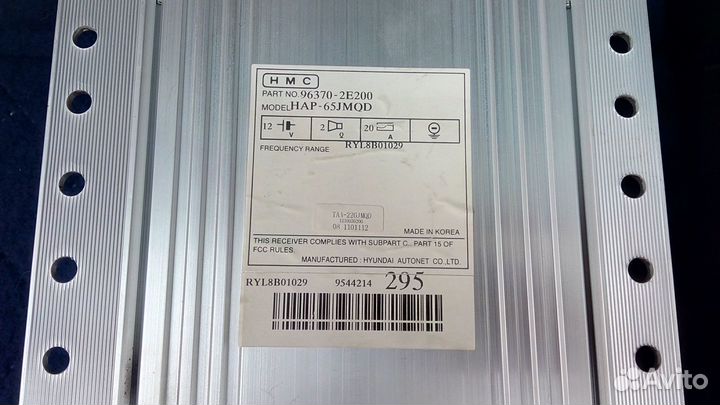 HMC
PART NO. 96370-2E200
MODEL HAP-65JMQD
12 V 2 Ω 20 A
RYL8B01029
FREQUENCY RANGE
TAA-22GJMQD
08 1101112
MADE IN KOREA
THIS RECEIVER COMPLIES WITH SUBPART C.. PART 15 OF
FCC RULES.
MANUFACTURED : HYUNDAI AUTONET CO.,LTD.
RYL8B01029 9544214 295
Avito